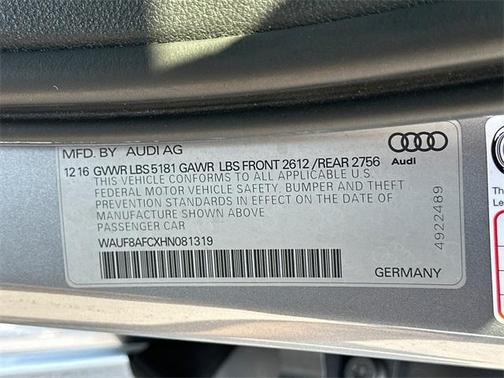 MFD. BY AUDI AG
12 16 GVWR LBS 5181 GAWR LBS FRONT 2612 /REAR 2756
THIS VEHICLE CONFORMS TO ALL APPLICABLE U.S.
FEDERAL MOTOR VEHICLE SAFETY, BUMPER AND THEFT
PREVENTION STANDARDS IN EFFECT ON THE DATE OF
MANUFACTURE SHOWN ABOVE.
PASSENGER CAR
WAUF8AFCXHN081319
GERMANY
Audi
4922489
Th
Le